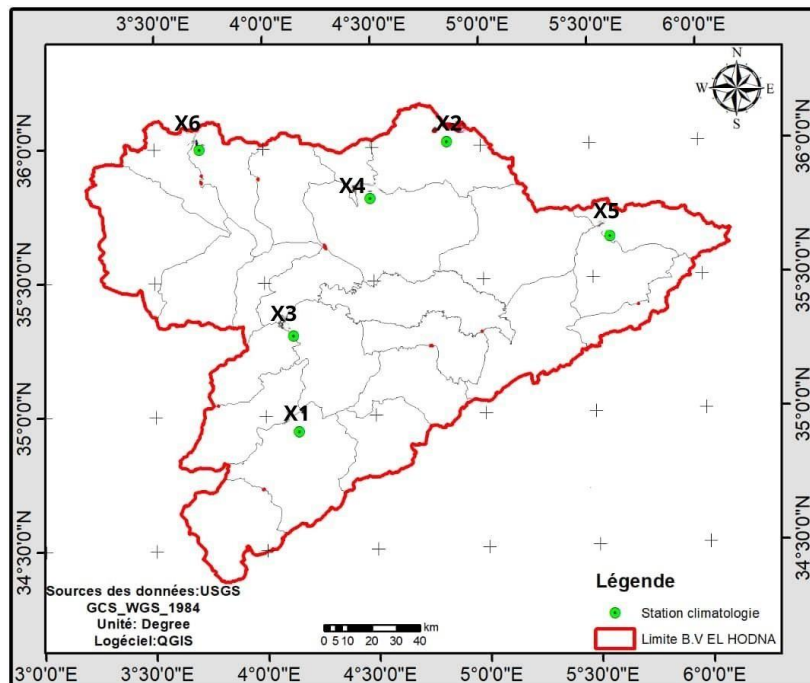 3°30'0"E 4°0'0"E 4°30'0"E 5°0'0"E 5°30'0"E 6°0'0"E
N
W E
S
X6
X2
36°0'0"N 36°0'0"N
X4
X5
35°30'0"N 35°30'0"N
X3
35°0'0"N 35°0'0"N
X1
34°30'0"N 34°30'0"N
Sources des données:USGS
GCS_WGS_1984
Unité: Degree
Logéciel:QGIS
km
0 5 10 20 30 40
Légende
Station climatologie
Limite B.V EL HODNA
3°0'0"E 3°30'0"E 4°0'0"E 4°30'0"E 5°0'0"E 5°30'0"E 6°0'0"E